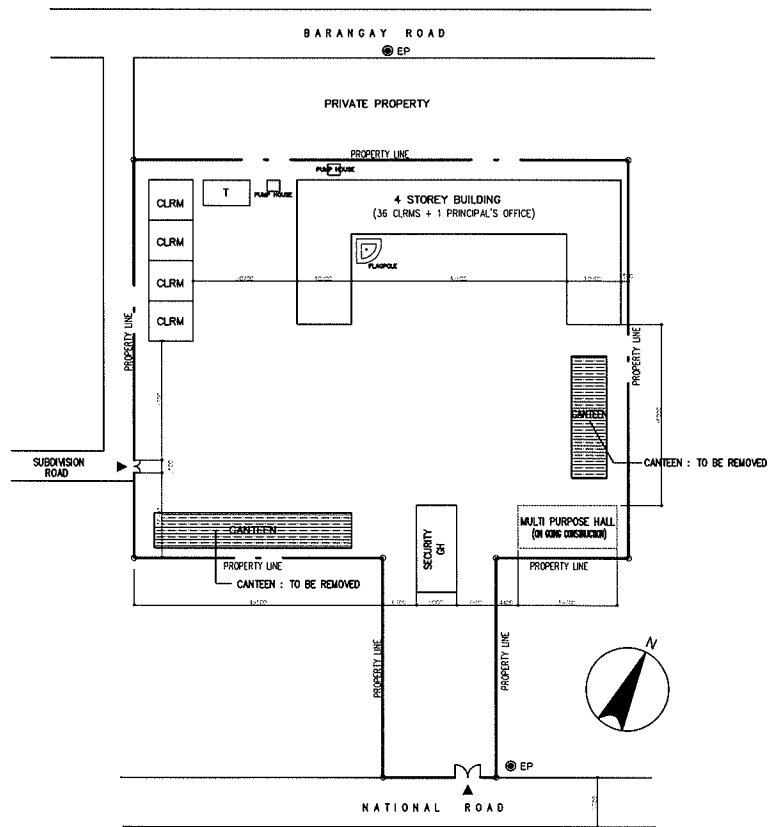 BARANGAY ROAD
EP
PRIVATE PROPERTY
PROPERTY LINE
PUMP HOUSE
CLRM
T
PUMP HOUSE
4 STOREY BUILDING
(36 CLRMS + 1 PRINCIPAL'S OFFICE)
CLRM
FLAGPOLE
CLRM
CLRM
PROPERTY LINE
PROPERTY LINE
CANTEEN
SUBDIVISION
ROAD
CANTEEN : TO BE REMOVED
CANTEEN
SECURITY
GH
MULTI PURPOSE HALL
(ON GOING CONSTRUCTION)
PROPERTY LINE
PROPERTY LINE
CANTEEN : TO BE REMOVED
PROPERTY LINE
PROPERTY LINE
N
EP
NATIONAL ROAD